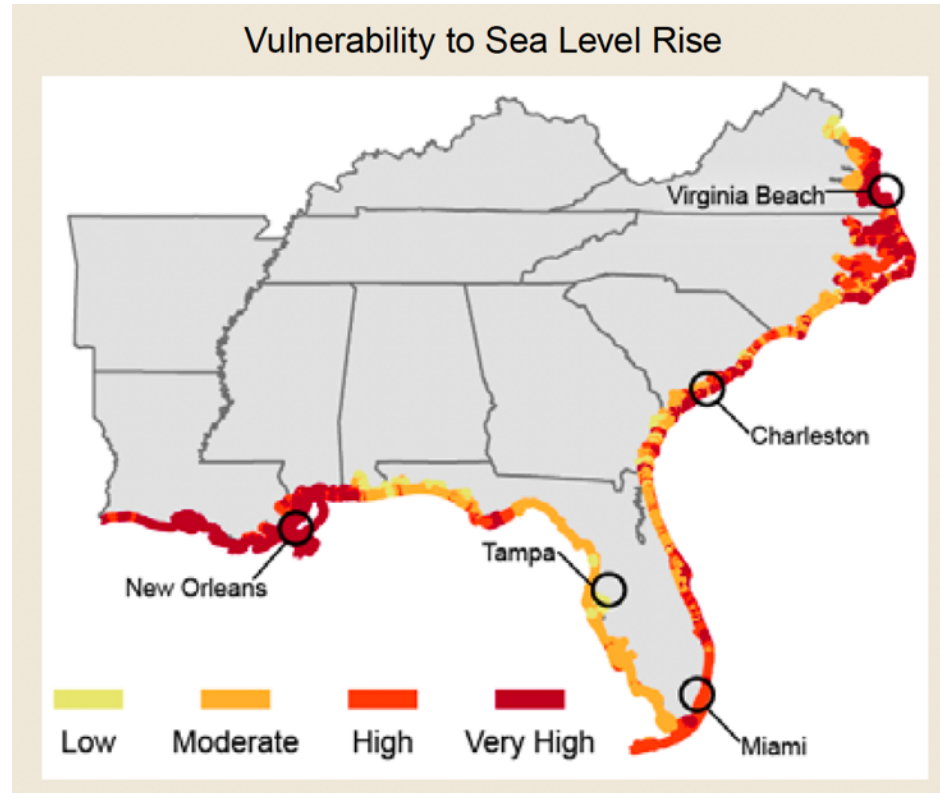 Vulnerability to Sea Level Rise
Virginia Beach
Charleston
Tampa
New Orleans
Low Moderate High Very High
Miami